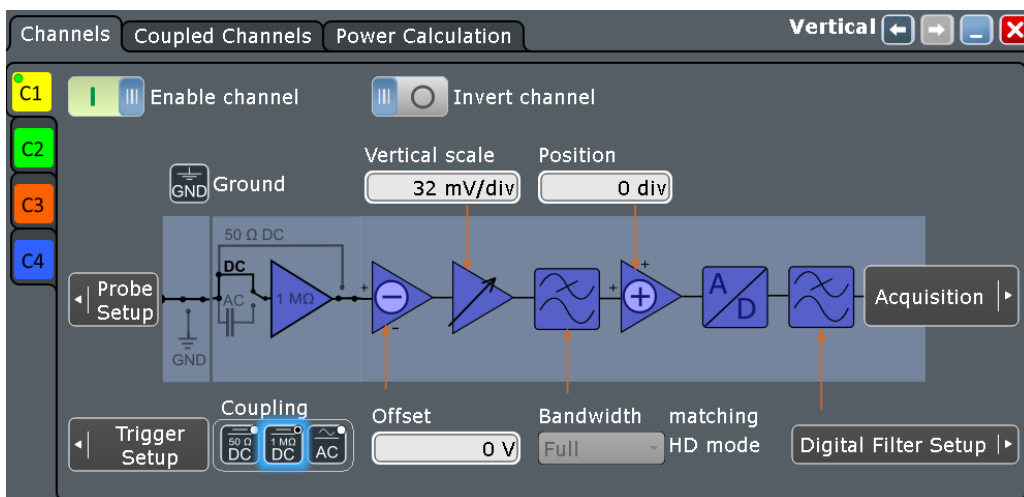 Channels
Coupled Channels
Power Calculation
Vertical
C1
C2
C3
C4
Enable channel
Invert channel
Vertical scale
Position
GND
Ground
32 mV/div
0 div
50 Ω DC
DC
AC
1 MΩ
GND
+
-
+
+
A
D
Probe
Setup
Acquisition
Trigger
Setup
Coupling
50 Ω
DC
1 MΩ
DC
AC
Offset
0 V
Bandwidth
Full
matching
HD mode
Digital Filter Setup